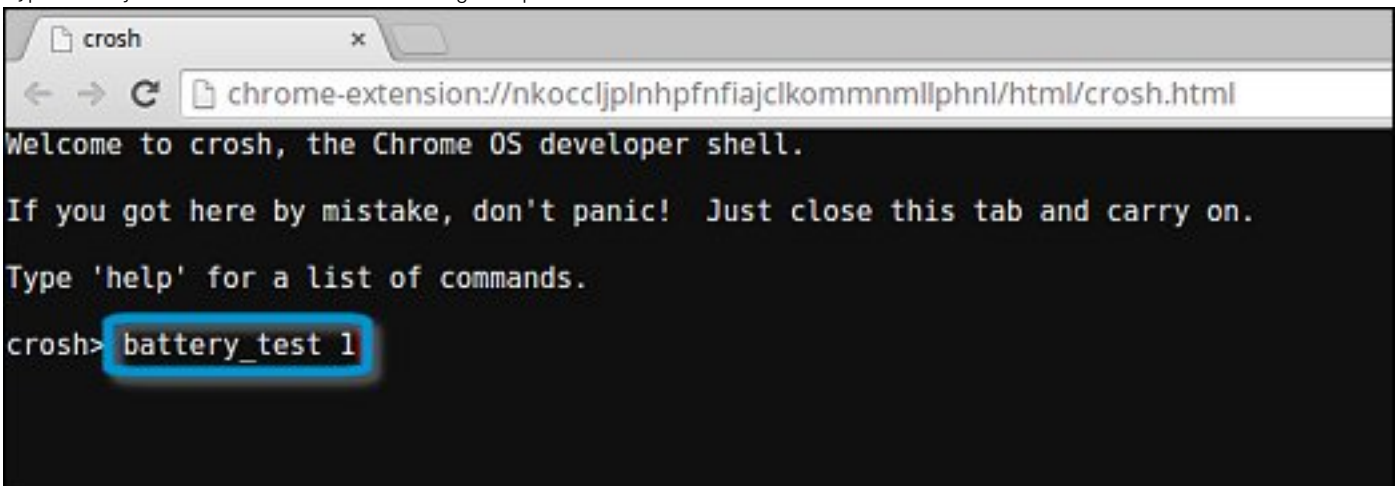 crosh
chrome-extension://nkoccljplnhpfnfiajclkommnmllphnl/html/crosh.html
Welcome to crosh, the Chrome OS developer shell.
If you got here by mistake, don't panic!  Just close this tab and carry on.
Type 'help' for a list of commands.
crosh> battery_test 1